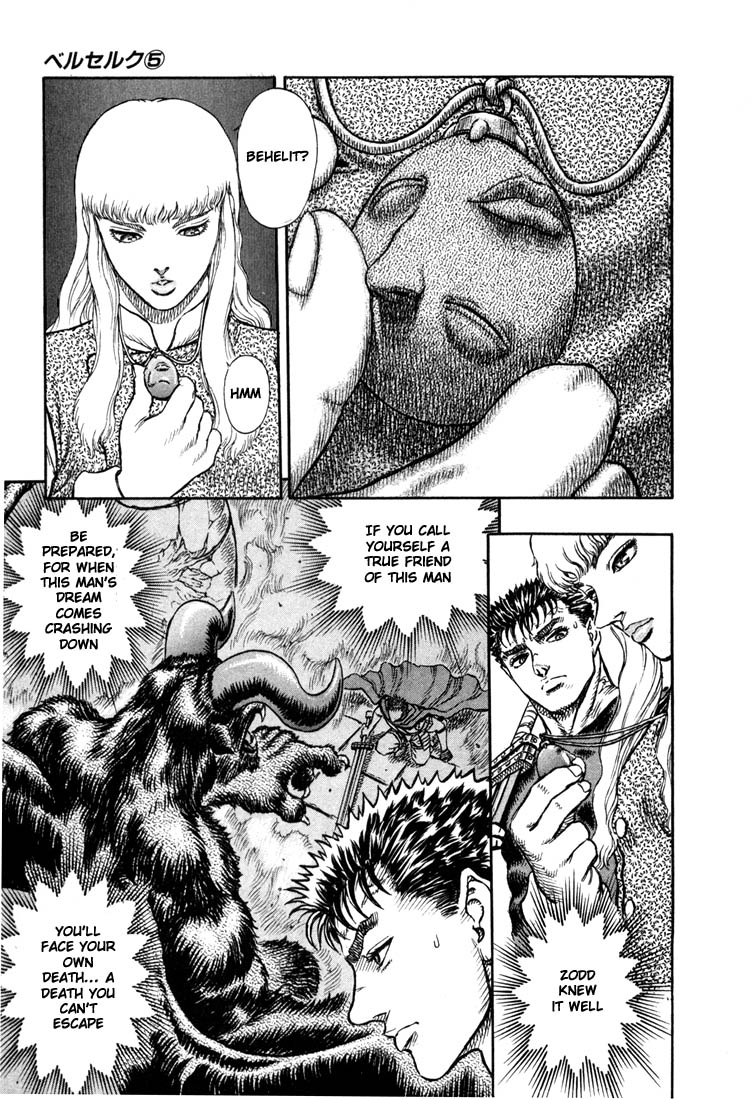 ベルセルク⑤
BEHELIT?
HMM
ZODD
KNEW
IT WELL
IF YOU CALL
YOURSELF A
TRUE FRIEND
OF THIS MAN
BE
PREPARED,
FOR WHEN
THIS MAN'S
DREAM
COMES
CRASHING
DOWN
YOU'LL
FACE YOUR
OWN
DEATH... A
DEATH YOU
CAN'T
ESCAPE